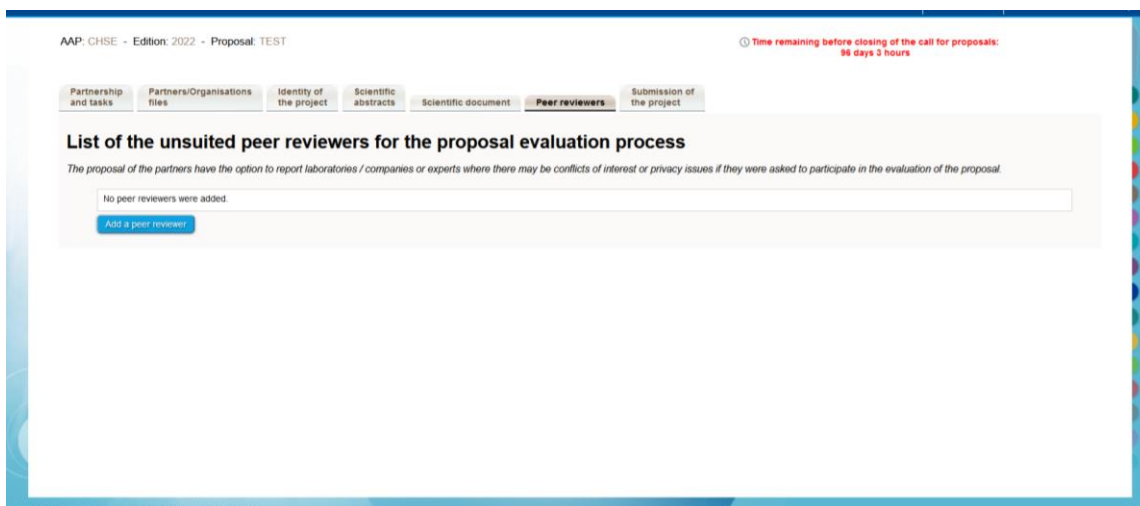 AAP: CHSE - Edition: 2022 - Proposal: TEST
Time remaining before closing of the call for proposals:
96 days 3 hours
Partnership
and tasks
Partners/Organisations
files
Identity of
the project
Scientific
abstracts
Scientific document
Peer reviewers
Submission of
the project
List of the unsuited peer reviewers for the proposal evaluation process
The proposal of the partners have the option to report laboratories / companies or experts where there may be conflicts of interest or privacy issues if they were asked to participate in the evaluation of the proposal.
No peer reviewers were added.
Add a peer reviewer